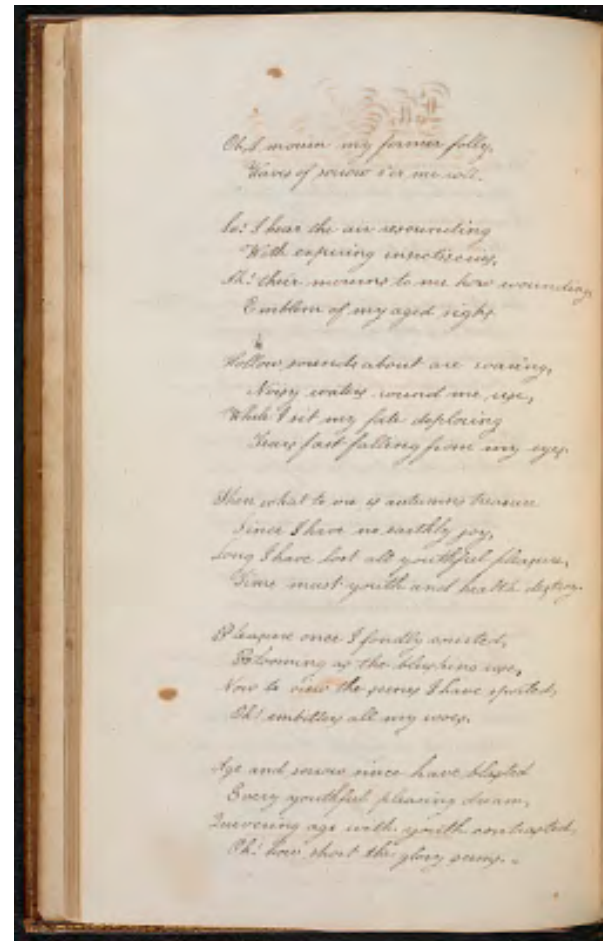 Oh, I mourn my former folly,
Waves of sorrow o'er me roll.
Lo! I hear the air resounding
With expiring insect cries,
Ah! their moans to me how wounding
Emblem of my aged sighs
Hollow sounds about are roaring,
Noisy waters round me rise,
While I sit my fate deploring
Tears fast falling from my eyes.
Then what to me is autumns treasure
Since I have no earthly joy,
Long I have lost all youthful pleasure,
Time must youth and health destroy.
Pleasure once I fondly courted,
Blooming as the blushing rose,
Now to view the scenes I have sported,
Oh! embitters all my woes.
Age and sorrow since have blasted
Every youthful pleasing dream,
Quivering age with youth contrasted,
Oh! how short the glory seems.